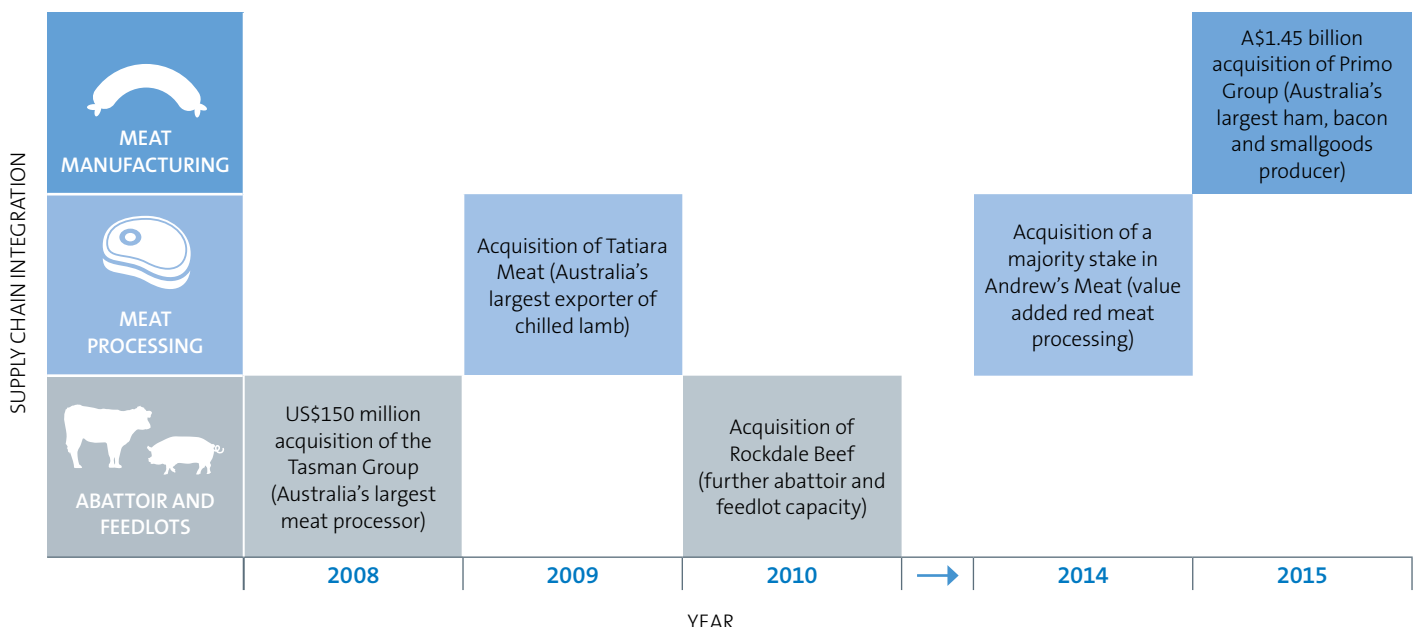 SUPPLY CHAIN INTEGRATION
MEAT
MANUFACTURING
A$1.45 billion
acquisition of Primo
Group (Australia's
largest ham, bacon
and smallgoods
producer)
MEAT
PROCESSING
Acquisition of Tatiara
Meat (Australia's
largest exporter of
chilled lamb)
Acquisition of a
majority stake in
Andrew's Meat (value
added red meat
processing)
ABATTOIR AND
FEEDLOTS
US$150 million
acquisition of the
Tasman Group
(Australia's largest
meat processor)
Acquisition of
Rockdale Beef
(further abattoir and
feedlot capacity)
2008
2009
2010
2014
2015
YEAR